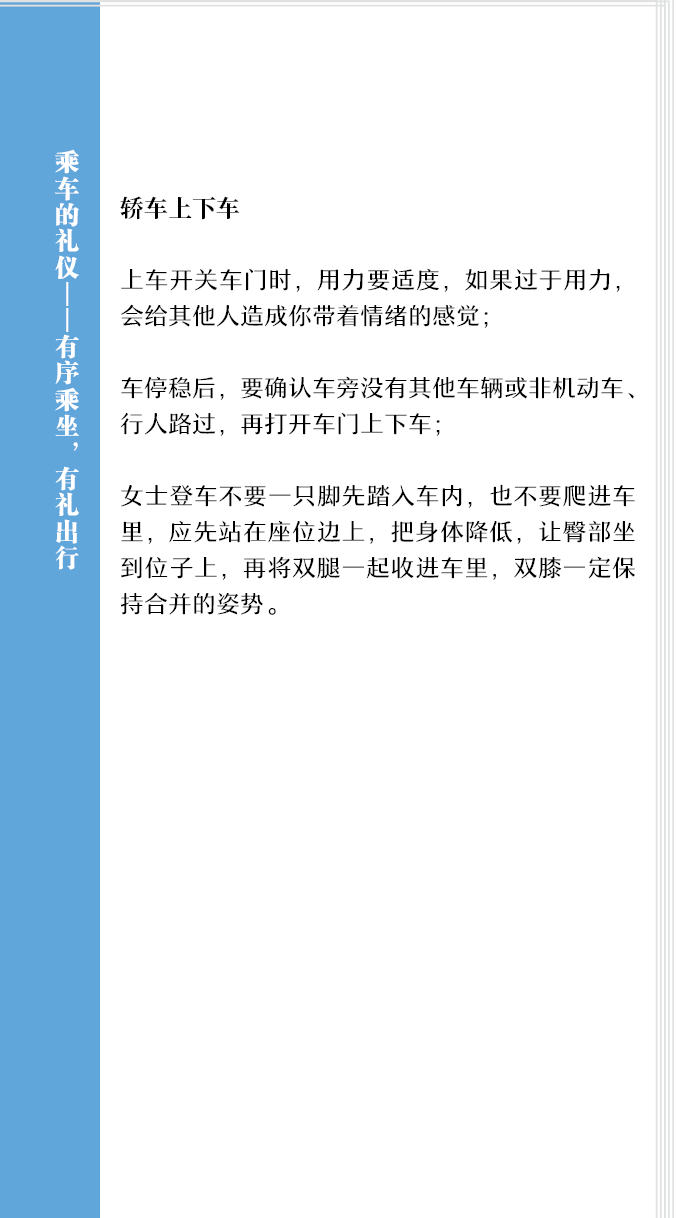 乘车的礼仪——有序乘坐，有礼出行
轿车上下车
上车开关车门时，用力要适度，如果过于用力，
会给其他人造成你带着情绪的感觉；
车停稳后，要确认车旁没有其他车辆或非机动车、
行人路过，再打开车门上下车；
女士登车不要一只脚先踏入车内，也不要爬进车
里，应先站在座位边上，把身体降低，让臀部坐
到位子上，再将双腿一起收进车里，双膝一定保
持合并的姿势。